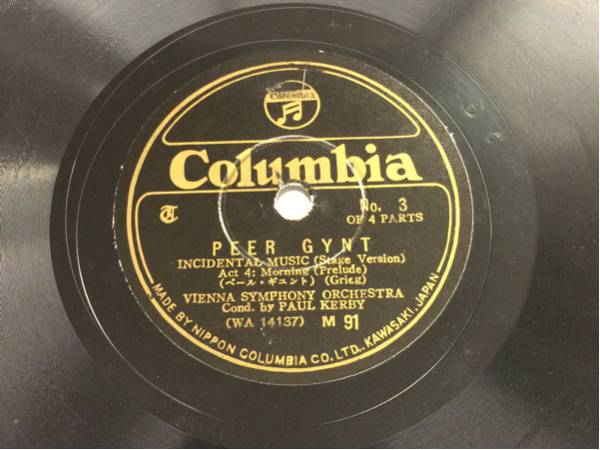 Columbia
Columbia
No. 3
OF 4 PARTS
PEER GYNT
INCIDENTAL MUSIC (Stage Version)
Act 4: Morning (Prelude)
(ペール・ギュント) (Grieg)
VIENNA SYMPHONY ORCHESTRA
Cond. by PAUL KERBY
(WA 14137) M 91
MADE BY NIPPON COLUMBIA CO. LTD., KAWASAKI, JAPAN